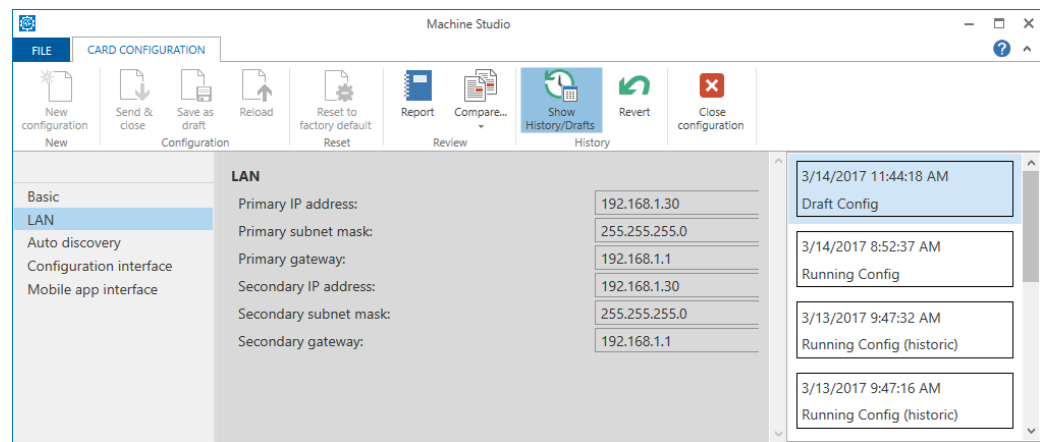 Machine Studio
FILE
CARD CONFIGURATION
New configuration
Send & close
Save as draft
Reload
Reset to factory default
Report
Compare...
Show History/Drafts
Revert
Close configuration
New
Configuration
Reset
Review
History
Basic
LAN
Auto discovery
Configuration interface
Mobile app interface
LAN
Primary IP address: 192.168.1.30
Primary subnet mask: 255.255.255.0
Primary gateway: 192.168.1.1
Secondary IP address: 192.168.1.30
Secondary subnet mask: 255.255.255.0
Secondary gateway: 192.168.1.1
3/14/2017 11:44:18 AM
Draft Config
3/14/2017 8:52:37 AM
Running Config
3/13/2017 9:47:32 AM
Running Config (historic)
3/13/2017 9:47:16 AM
Running Config (historic)